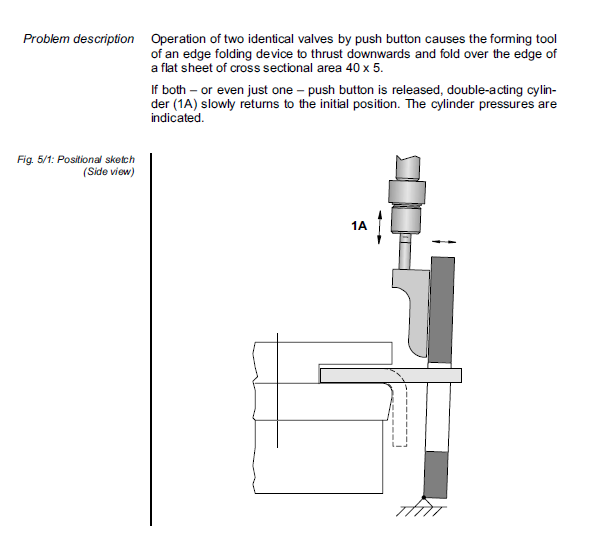 Problem description
Operation of two identical valves by push button causes the forming tool
of an edge folding device to thrust downwards and fold over the edge of
a flat sheet of cross sectional area 40 x 5.
If both – or even just one – push button is released, double-acting cylin-
der (1A) slowly returns to the initial position. The cylinder pressures are
indicated.
Fig. 5/1: Positional sketch
(Side view)
1A